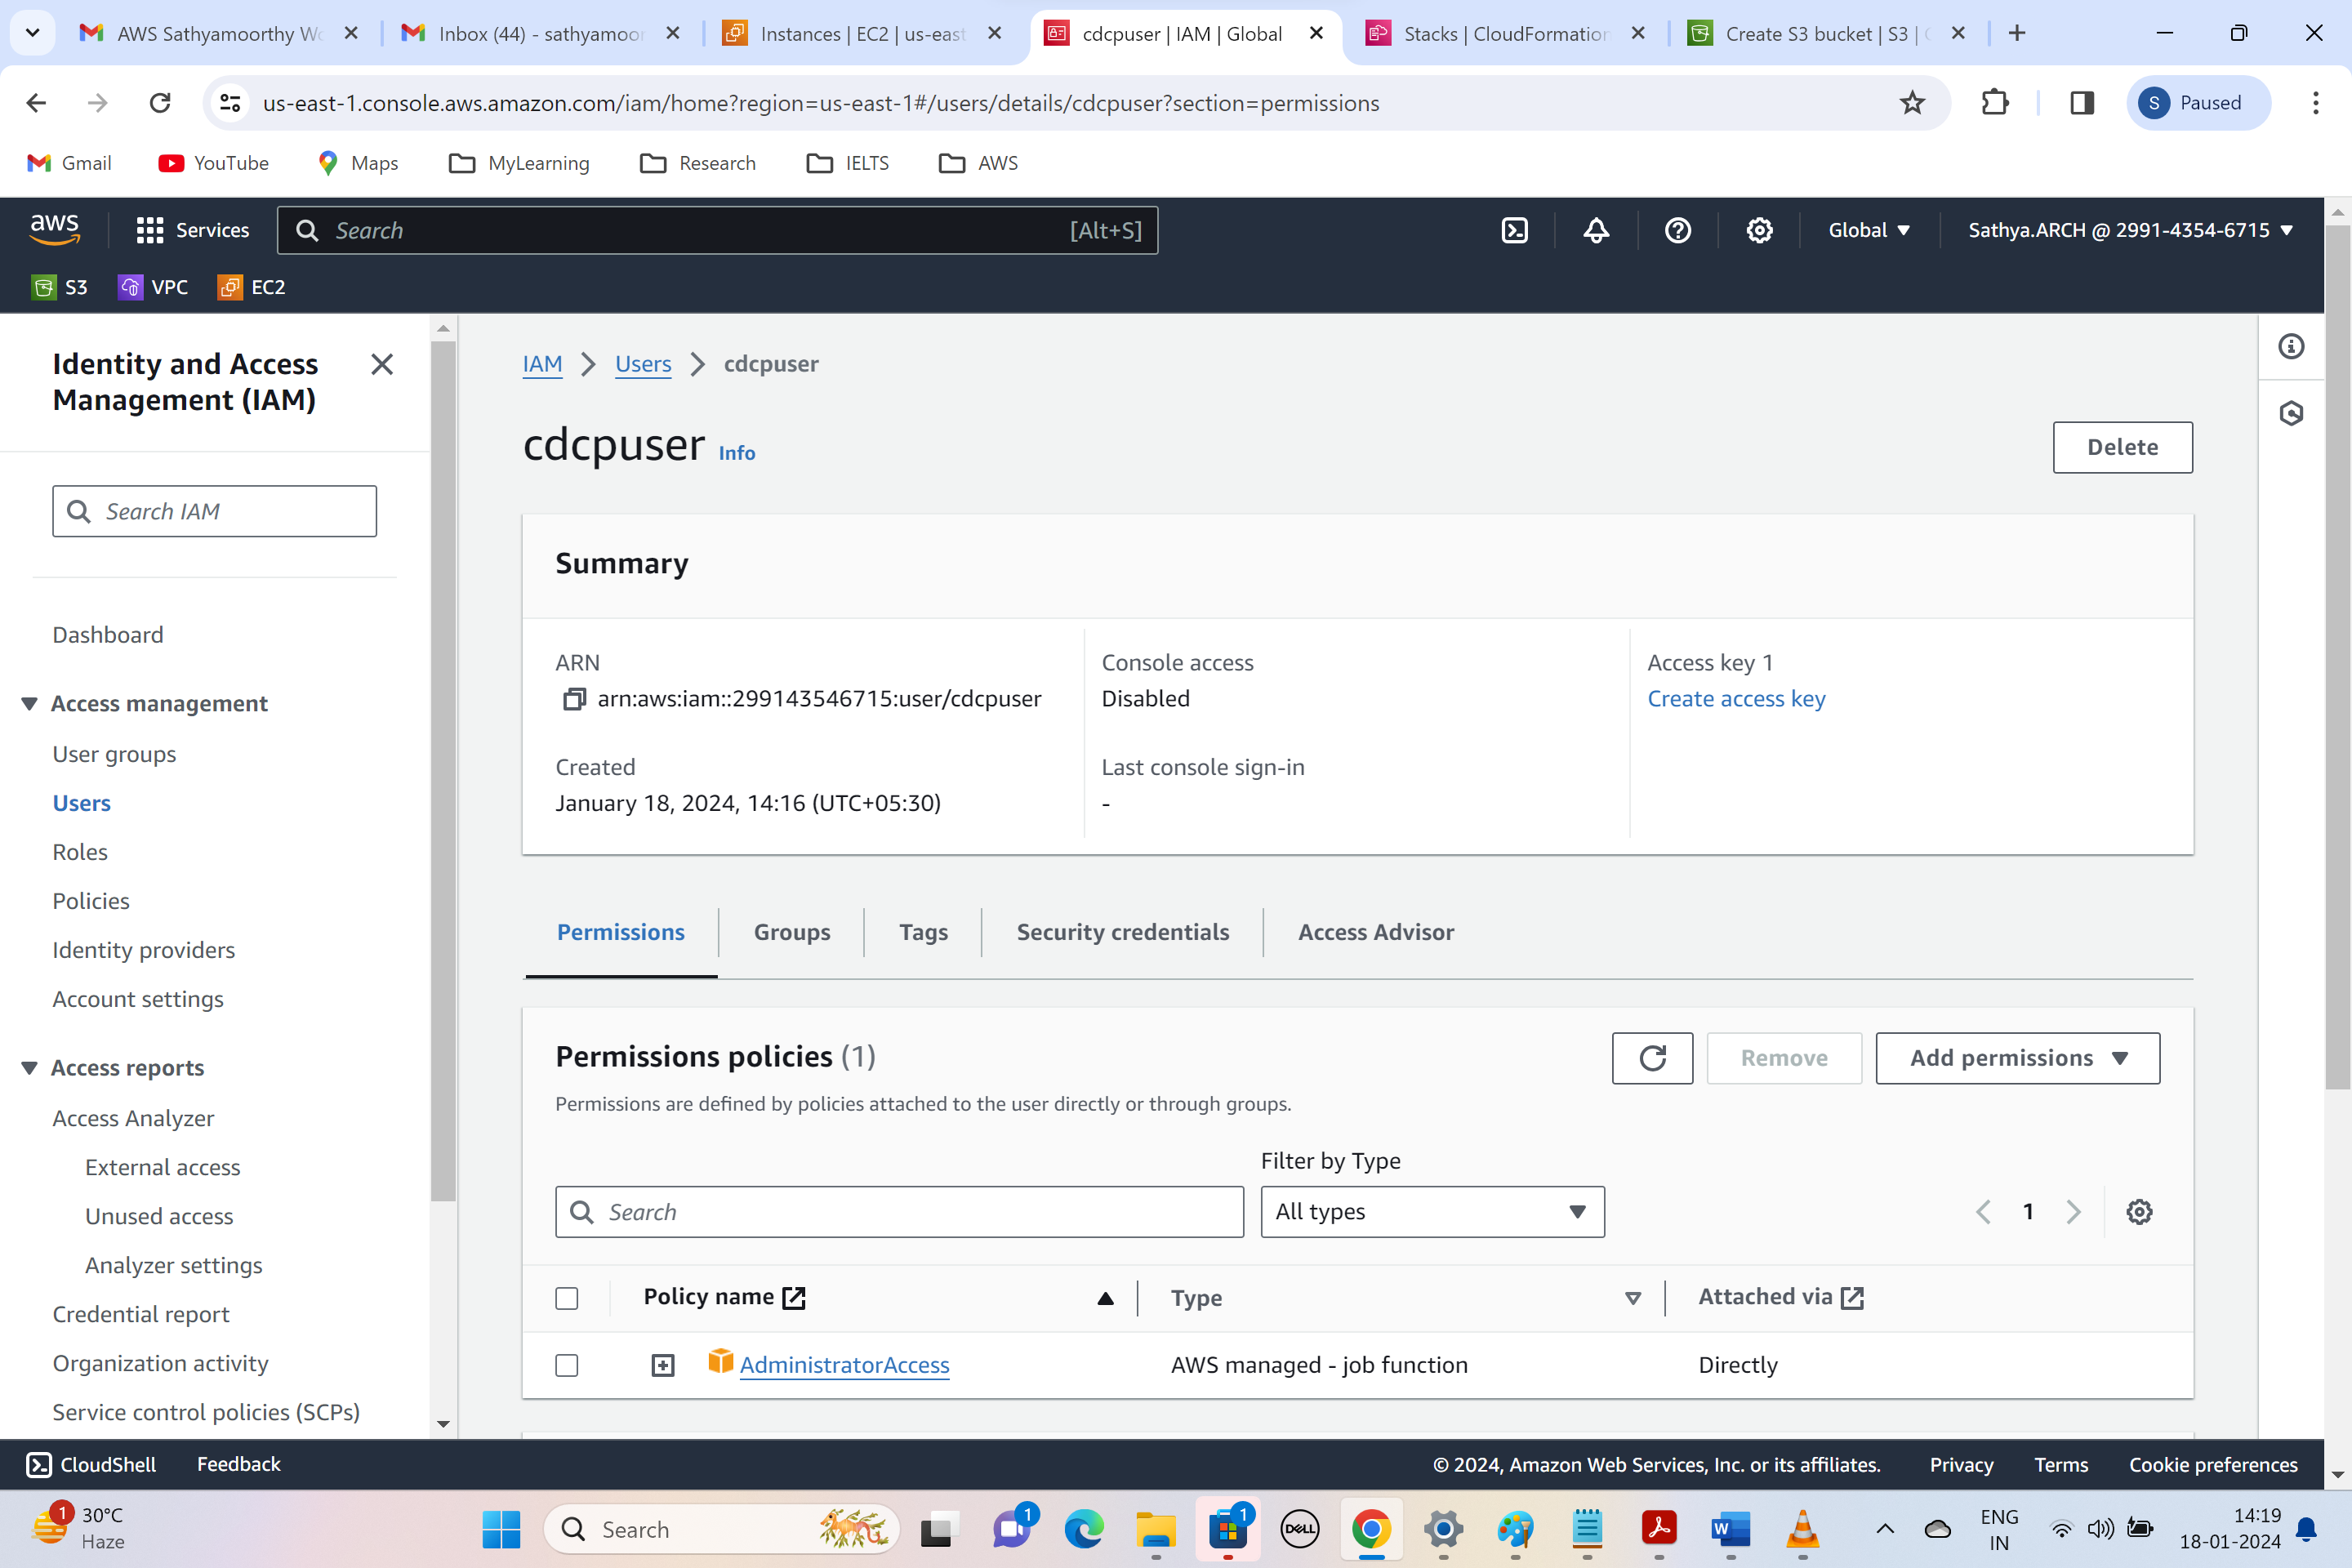 AWS Sathyamoorthy Wo
Inbox (44) - sathyamoor
Instances | EC2 | us-east
cdcpuser | IAM | Global
Stacks | CloudFormation
Create S3 bucket | S3 |
us-east-1.console.aws.amazon.com/iam/home?region=us-east-1#/users/details/cdcpuser?section=permissions
S Paused
Gmail
YouTube
Maps
MyLearning
Research
IELTS
AWS
aws
Services
Search
[Alt+S]
Global
Sathya.ARCH @ 2991-4354-6715
S3
VPC
EC2
Identity and Access
Management (IAM)
Search IAM
Dashboard
Access management
User groups
Users
Roles
Policies
Identity providers
Account settings
Access reports
Access Analyzer
External access
Unused access
Analyzer settings
Credential report
Organization activity
Service control policies (SCPs)
IAM > Users > cdcpuser
cdcpuser Info
Delete
Summary
ARN
arn:aws:iam::299143546715:user/cdcpuser
Console access
Disabled
Access key 1
Create access key
Created
January 18, 2024, 14:16 (UTC+05:30)
Last console sign-in
-
Permissions
Groups
Tags
Security credentials
Access Advisor
Permissions policies (1)
Remove
Add permissions
Permissions are defined by policies attached to the user directly or through groups.
Filter by Type
Search
All types
1
Policy name
Type
Attached via
AdministratorAccess
AWS managed - job function
Directly
CloudShell
Feedback
© 2024, Amazon Web Services, Inc. or its affiliates.
Privacy
Terms
Cookie preferences
1
30°C
Haze
Search
1
1
DELL
W
ENG
IN
14:19
18-01-2024